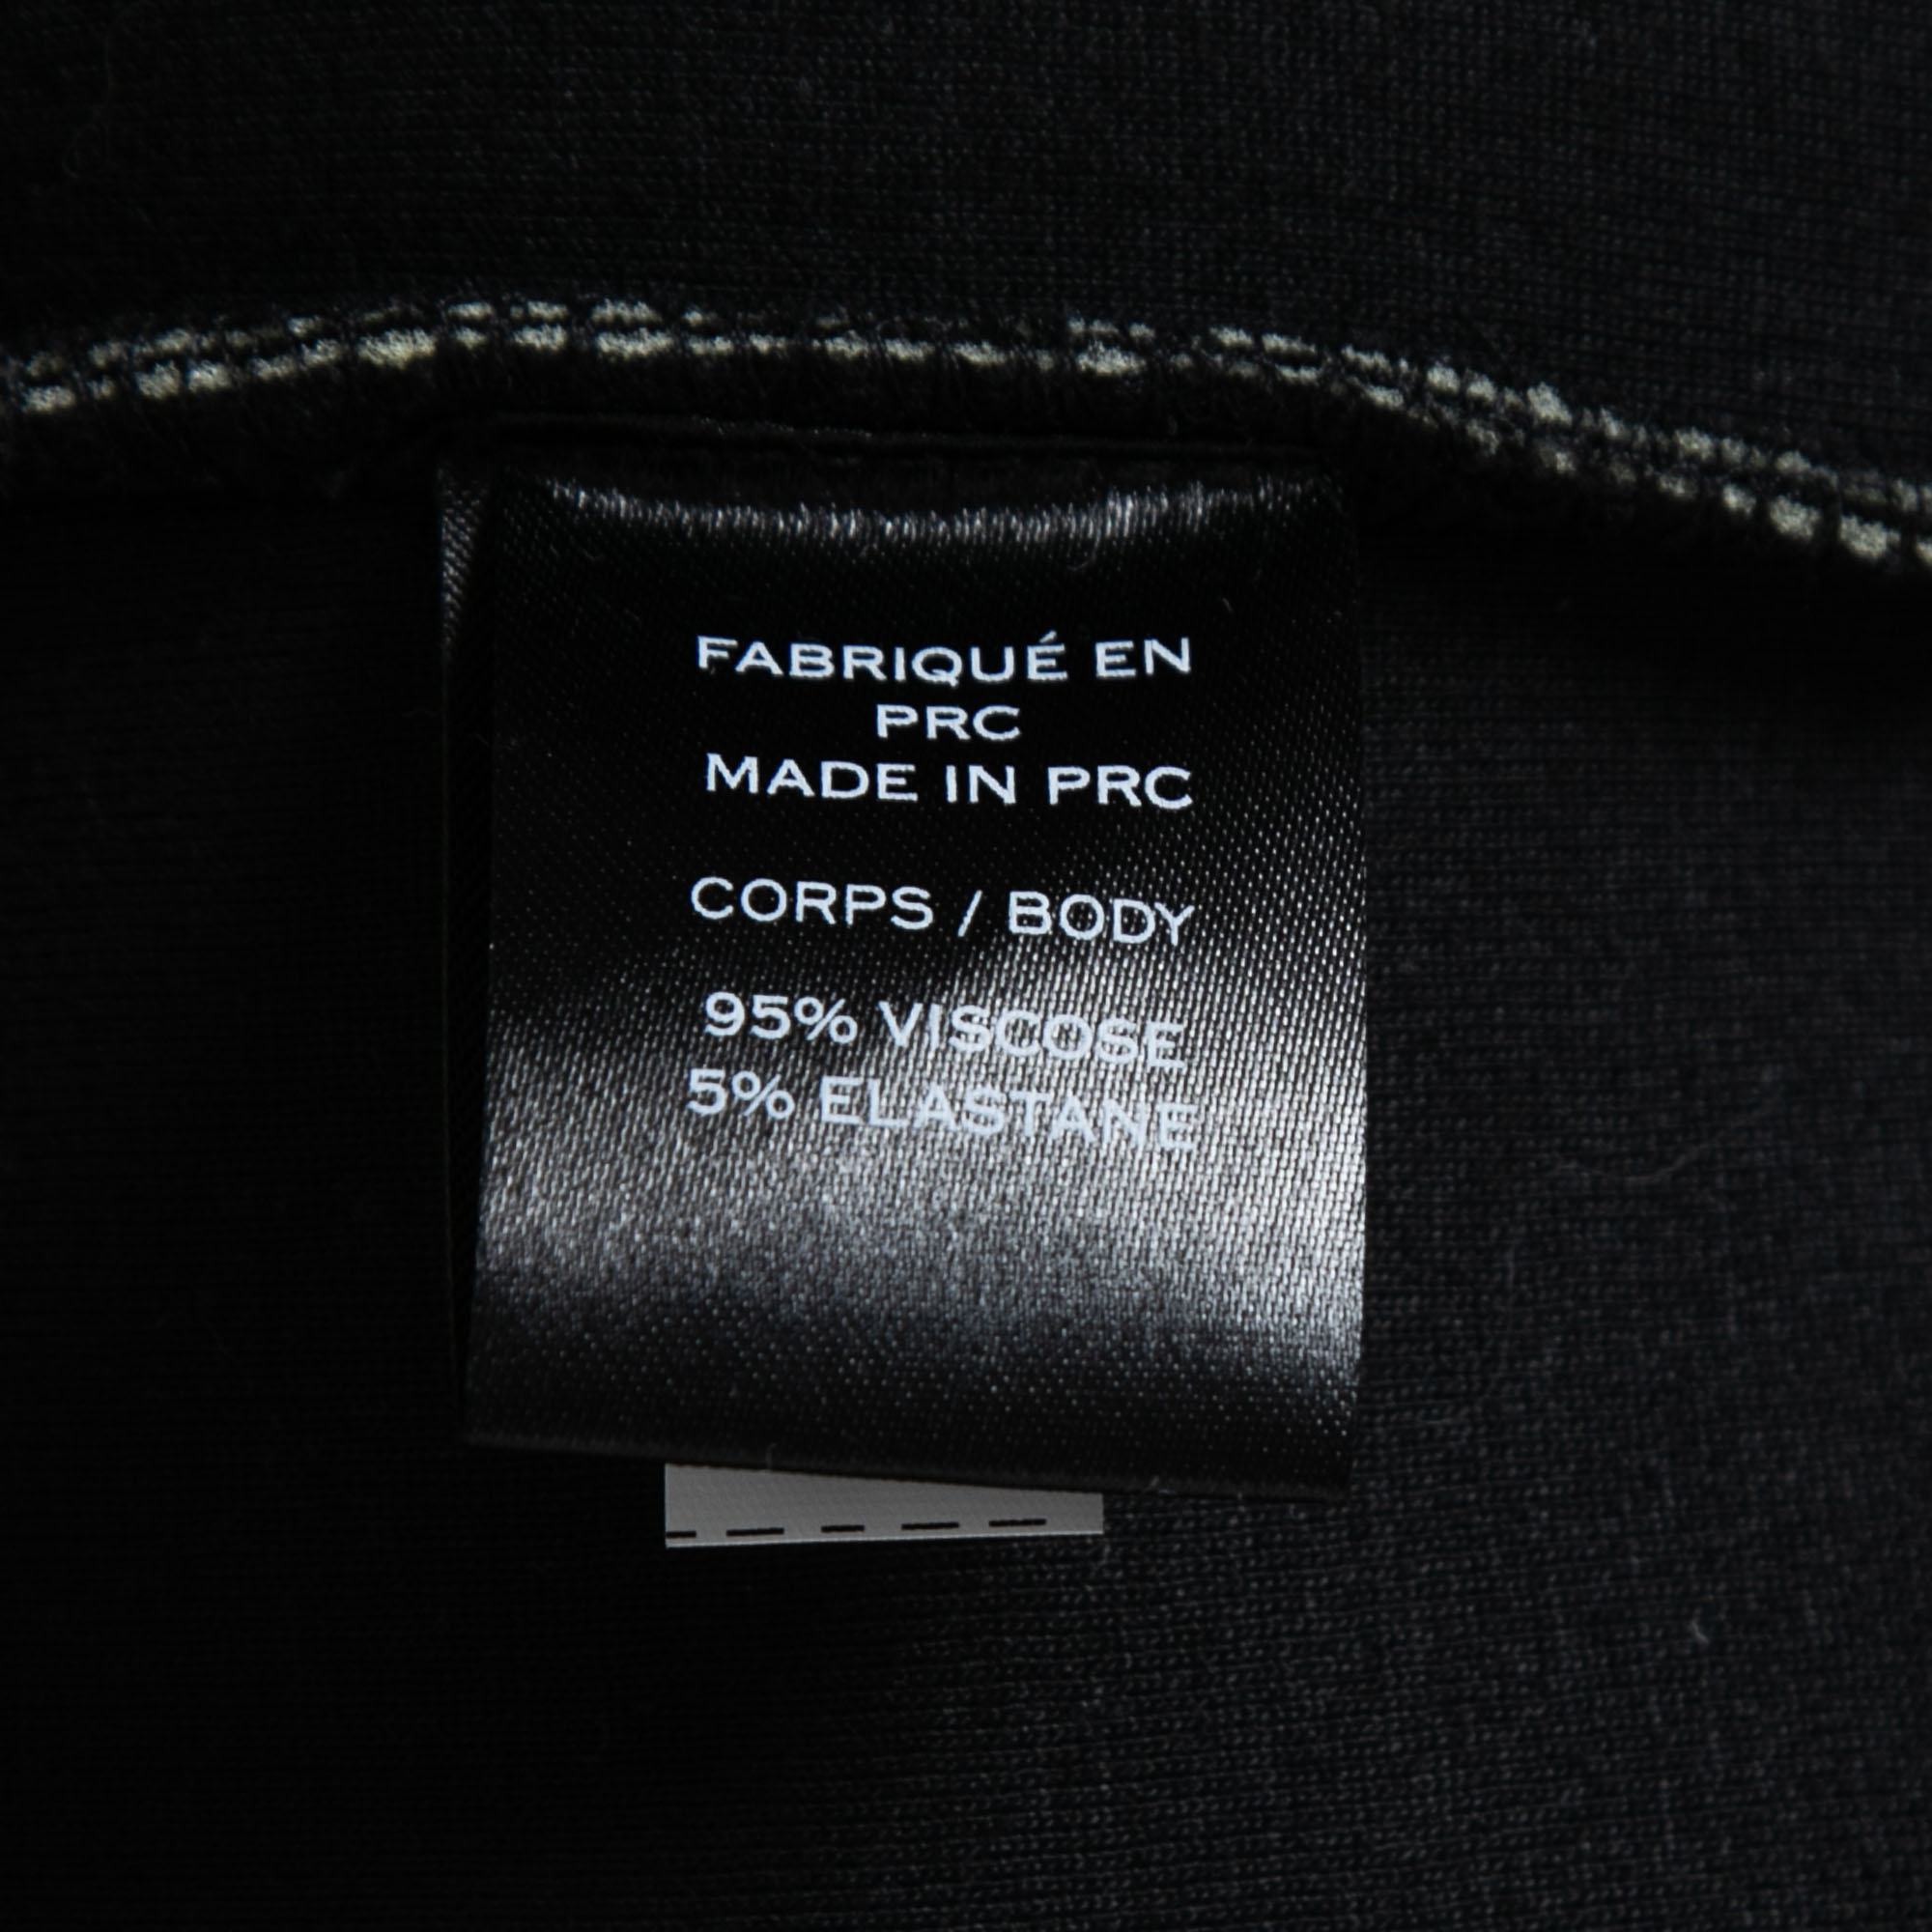 FABRIQUÉ EN
PRC
MADE IN PRC
CORPS / BODY
95% VISCOSE
5% ELASTANE